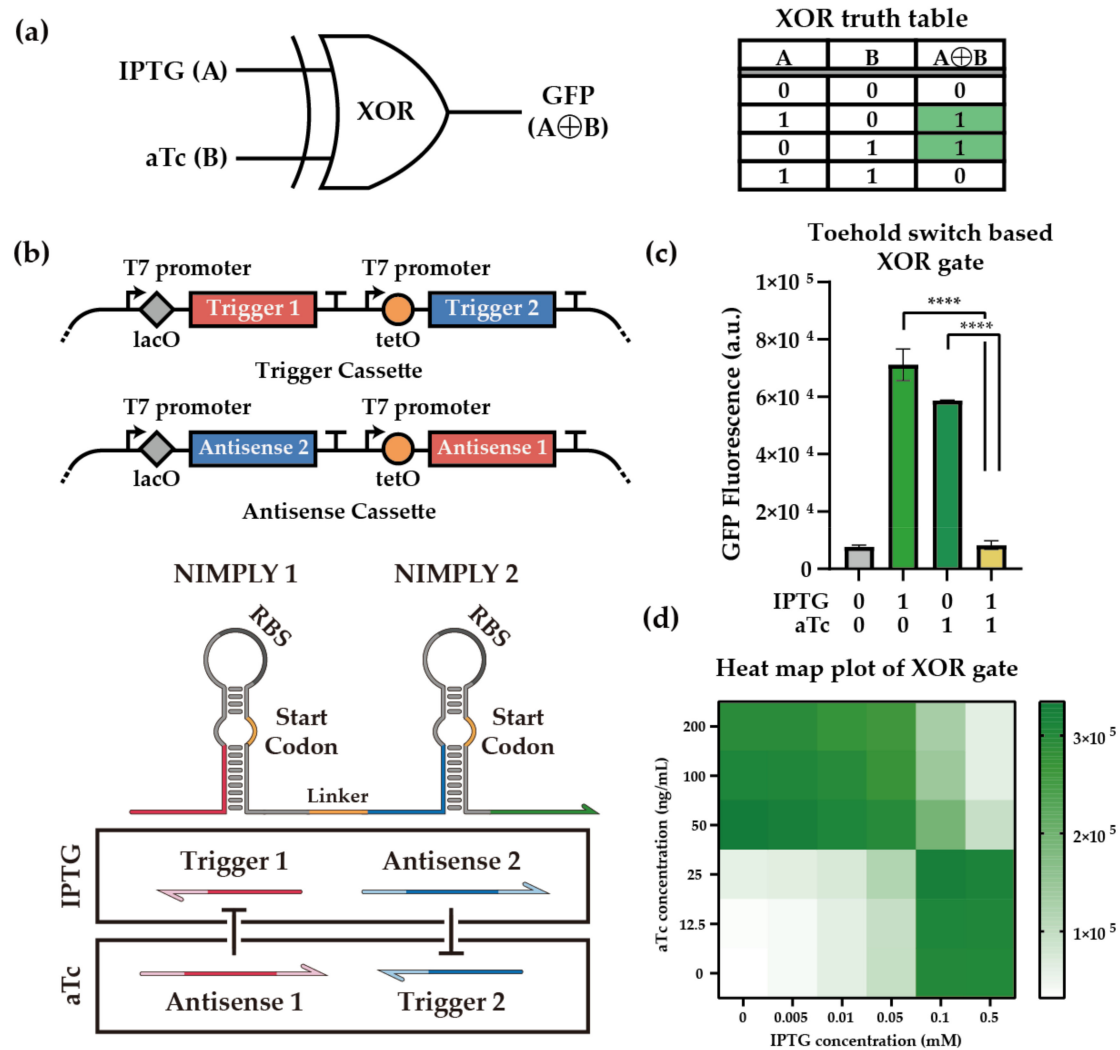 (a)
IPTG (A)
aTc (B)
XOR
GFP
(A⊕B)
XOR truth table
A B A⊕B
0 0 0
1 0 1
0 1 1
1 1 0
(b)
T7 promoter T7 promoter
Trigger 1 Trigger 2
lacO tetO
Trigger Cassette
T7 promoter T7 promoter
Antisense 2 Antisense 1
lacO tetO
Antisense Cassette
NIMPLY 1 NIMPLY 2
RBS RBS
Start Start
Codon Codon
Linker
IPTG
Trigger 1 Antisense 2
aTc
Antisense 1 Trigger 2
(c)
Toehold switch based
XOR gate
GFP Fluorescence (a.u.)
1×10 5
8×10 4
6×10 4
4×10 4
2×10 4
0
****
****
IPTG 0 1 0 1
aTc 0 0 1 1
(d)
Heat map plot of XOR gate
aTc concentration (ng/mL)
200
100
50
25
12.5
0
0 0.005 0.01 0.05 0.1 0.5
IPTG concentration (mM)
3×10 5
2×10 5
1×10 5